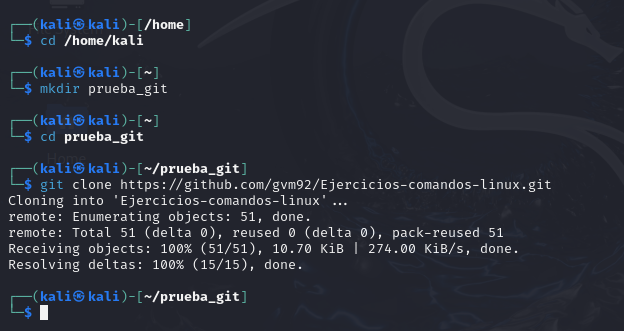 ┌──(kali㉿kali)-[/home]
└─$ cd /home/kali
┌──(kali㉿kali)-[~]
└─$ mkdir prueba_git
┌──(kali㉿kali)-[~]
└─$ cd prueba_git
┌──(kali㉿kali)-[~/prueba_git]
└─$ git clone https://github.com/gvm92/Ejercicios-comandos-linux.git
Cloning into 'Ejercicios-comandos-linux'...
remote: Enumerating objects: 51, done.
remote: Total 51 (delta 0), reused 0 (delta 0), pack-reused 51
Receiving objects: 100% (51/51), 10.70 KiB | 274.00 KiB/s, done.
Resolving deltas: 100% (15/15), done.
┌──(kali㉿kali)-[~/prueba_git]
└─$